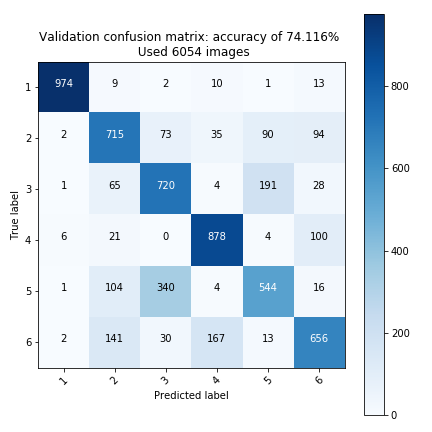 Validation confusion matrix: accuracy of 74.116%
Used 6054 images
True label
1 974 9 2 10 1 13
2 2 715 73 35 90 94
3 1 65 720 4 191 28
4 6 21 0 878 4 100
5 1 104 340 4 544 16
6 2 141 30 167 13 656
1 2 3 4 5 6
Predicted label
800
600
400
200
0